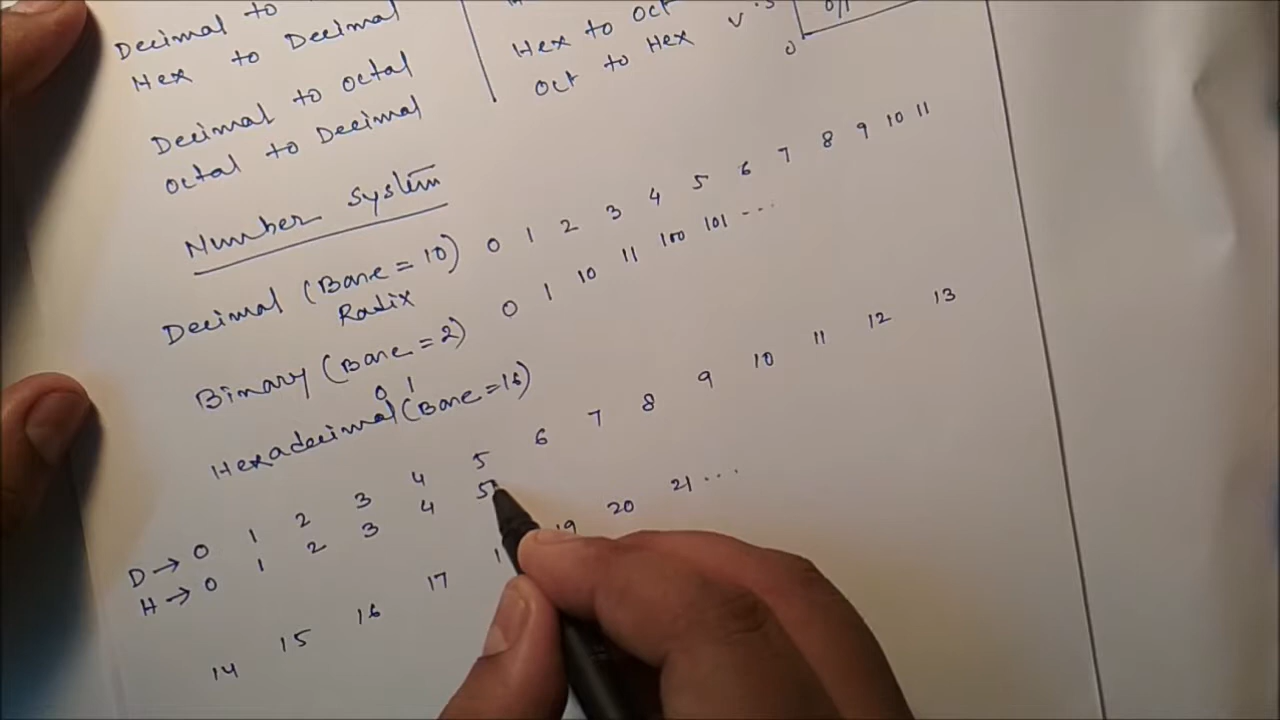 Decimal to
Hex to Decimal
Decimal to octal
octal to Decimal
Hex to Oct
Oct to Hex
V
0
Number System
Decimal (Base = 10) 0 1 2 3 4 5 6 7 8 9 10 11
Radix
Binary (Base = 2) 0 1 10 11 100 101 ...
0 1
Hexadecimal (Base = 16)
D → 0 1 2 3 4 5 6 7 8 9 10 11 12 13
H → 0 1 2 3 4 5
14 15 16 17 19 20 21 ...